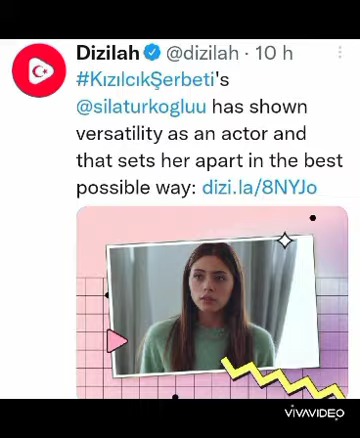 Dizilah @dizilah · 10 h
#KızılcıkŞerbeti's
@silaturkogluu has shown
versatility as an actor and
that sets her apart in the best
possible way: dizi.la/8NYJo
VIVAVIDEO